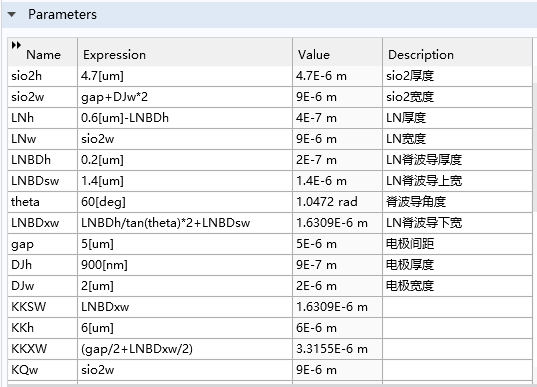 Parameters
Name Expression Value Description
sio2h 4.7[um] 4.7E-6 m sio2厚度
sio2w gap+DJw*2 9E-6 m sio2宽度
LNh 0.6[um]-LNBDh 4E-7 m LN厚度
LNw sio2w 9E-6 m LN宽度
LNBDh 0.2[um] 2E-7 m LN脊波导厚度
LNBDsw 1.4[um] 1.4E-6 m LN脊波导上宽
theta 60[deg] 1.0472 rad 脊波导角度
LNBDxw LNBDh/tan(theta)*2+LNBDsw 1.6309E-6 m LN脊波导下宽
gap 5[um] 5E-6 m 电极间距
DJh 900[nm] 9E-7 m 电极厚度
DJw 2[um] 2E-6 m 电极宽度
KKSW LNBDxw 1.6309E-6 m
KKh 6[um] 6E-6 m
KKXW (gap/2+LNBDxw/2) 3.3155E-6 m
KQw sio2w 9E-6 m